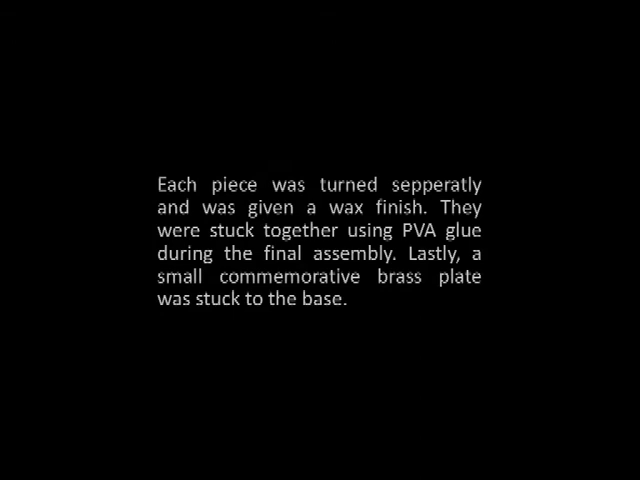 Each piece was turned sepperatly
and was given a wax finish. They
were stuck together using PVA glue
during the final assembly. Lastly, a
small commemorative brass plate
was stuck to the base.